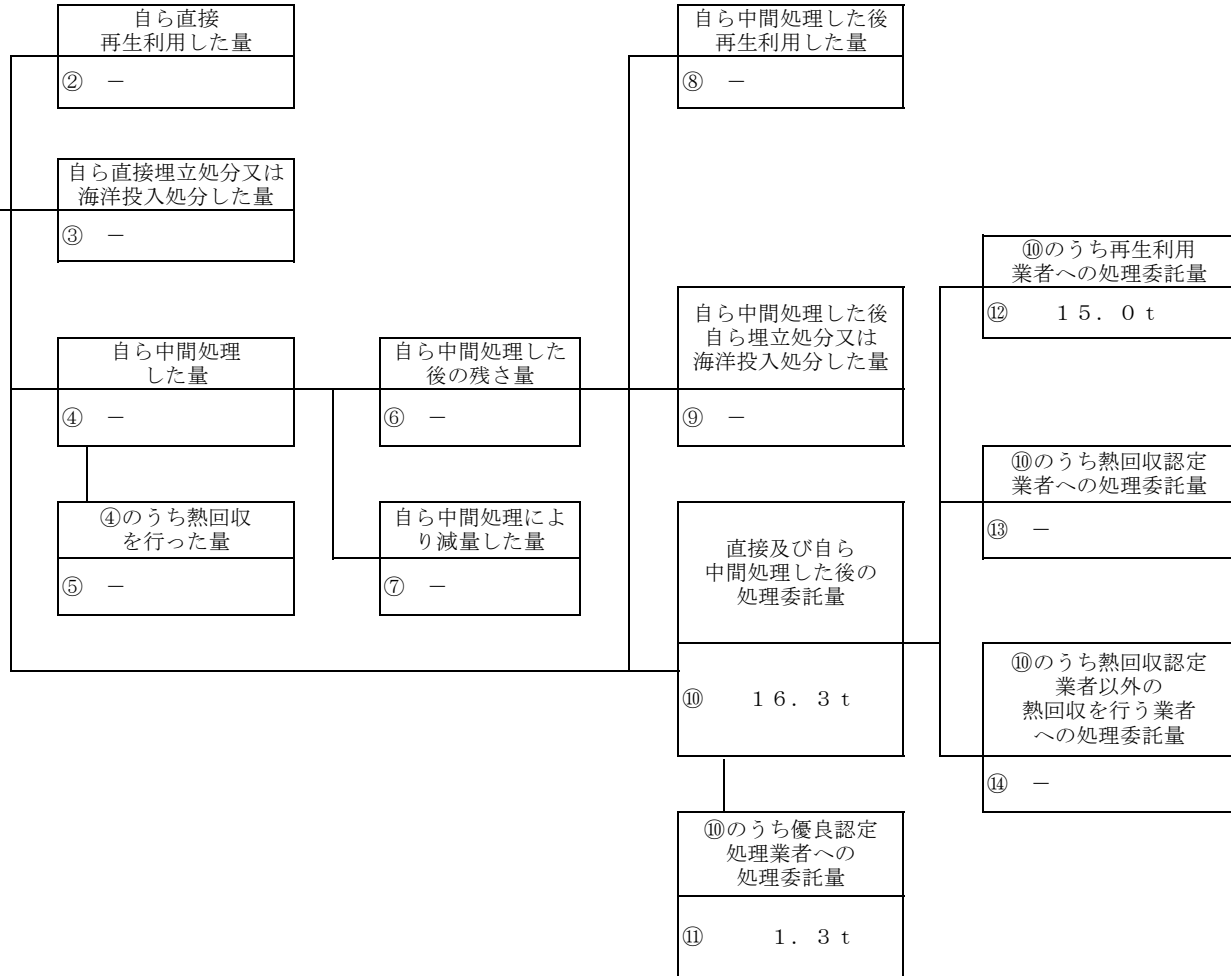 自ら直接
再生利用した量
② －
自ら直接埋立処分又は
海洋投入処分した量
③ －
自ら中間処理
した量
④ －
④のうち熱回収
を行った量
⑤ －
自ら中間処理した
後の残さ量
⑥ －
自ら中間処理によ
り減量した量
⑦ －
自ら中間処理した後
再生利用した量
⑧ －
自ら中間処理した後
自ら埋立処分又は
海洋投入処分した量
⑨ －
直接及び自ら
中間処理した後の
処理委託量
⑩ １６．３ｔ
⑩のうち優良認定
処理業者への
処理委託量
⑪ １．３ｔ
⑩のうち再生利用
業者への処理委託量
⑫ １５．０ｔ
⑩のうち熱回収認定
業者への処理委託量
⑬ －
⑩のうち熱回収認定
業者以外の
熱回収を行う業者
への処理委託量
⑭ －